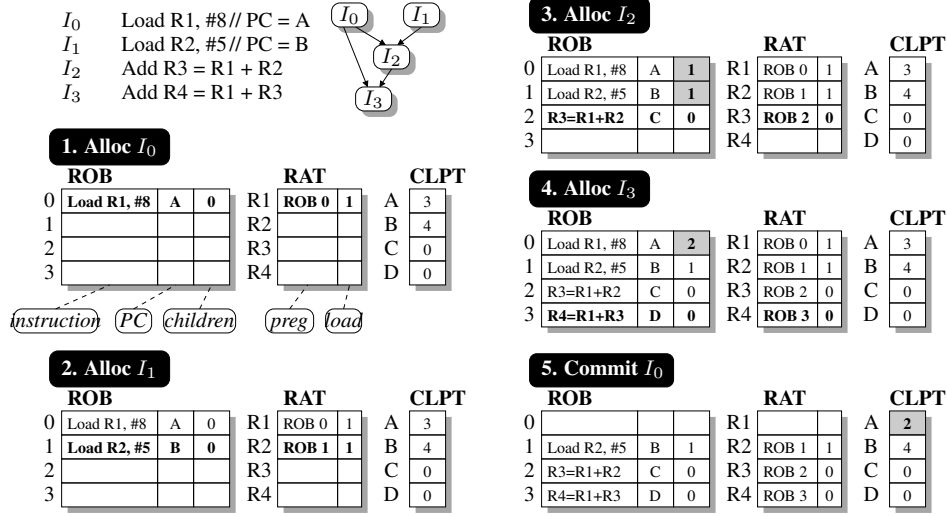 I0 Load R1, #8 // PC = A
I1 Load R2, #5 // PC = B
I2 Add R3 = R1 + R2
I3 Add R4 = R1 + R3
I0 I1
I2
I3
1. Alloc I0
ROB RAT CLPT
0 Load R1, #8 A 0 R1 ROB 0 1 A 3
1 R2 B 4
2 R3 C 0
3 R4 D 0
instruction PC children preg load
2. Alloc I1
ROB RAT CLPT
0 Load R1, #8 A 0 R1 ROB 0 1 A 3
1 Load R2, #5 B 0 R2 ROB 1 1 B 4
2 R3 C 0
3 R4 D 0
3. Alloc I2
ROB RAT CLPT
0 Load R1, #8 A 1 R1 ROB 0 1 A 3
1 Load R2, #5 B 1 R2 ROB 1 1 B 4
2 R3=R1+R2 C 0 R3 ROB 2 0 C 0
3 R4 D 0
4. Alloc I3
ROB RAT CLPT
0 Load R1, #8 A 2 R1 ROB 0 1 A 3
1 Load R2, #5 B 1 R2 ROB 1 1 B 4
2 R3=R1+R2 C 0 R3 ROB 2 0 C 0
3 R4=R1+R3 D 0 R4 ROB 3 0 D 0
5. Commit I0
ROB RAT CLPT
0 R1 A 2
1 Load R2, #5 B 1 R2 ROB 1 1 B 4
2 R3=R1+R2 C 0 R3 ROB 2 0 C 0
3 R4=R1+R3 D 0 R4 ROB 3 0 D 0